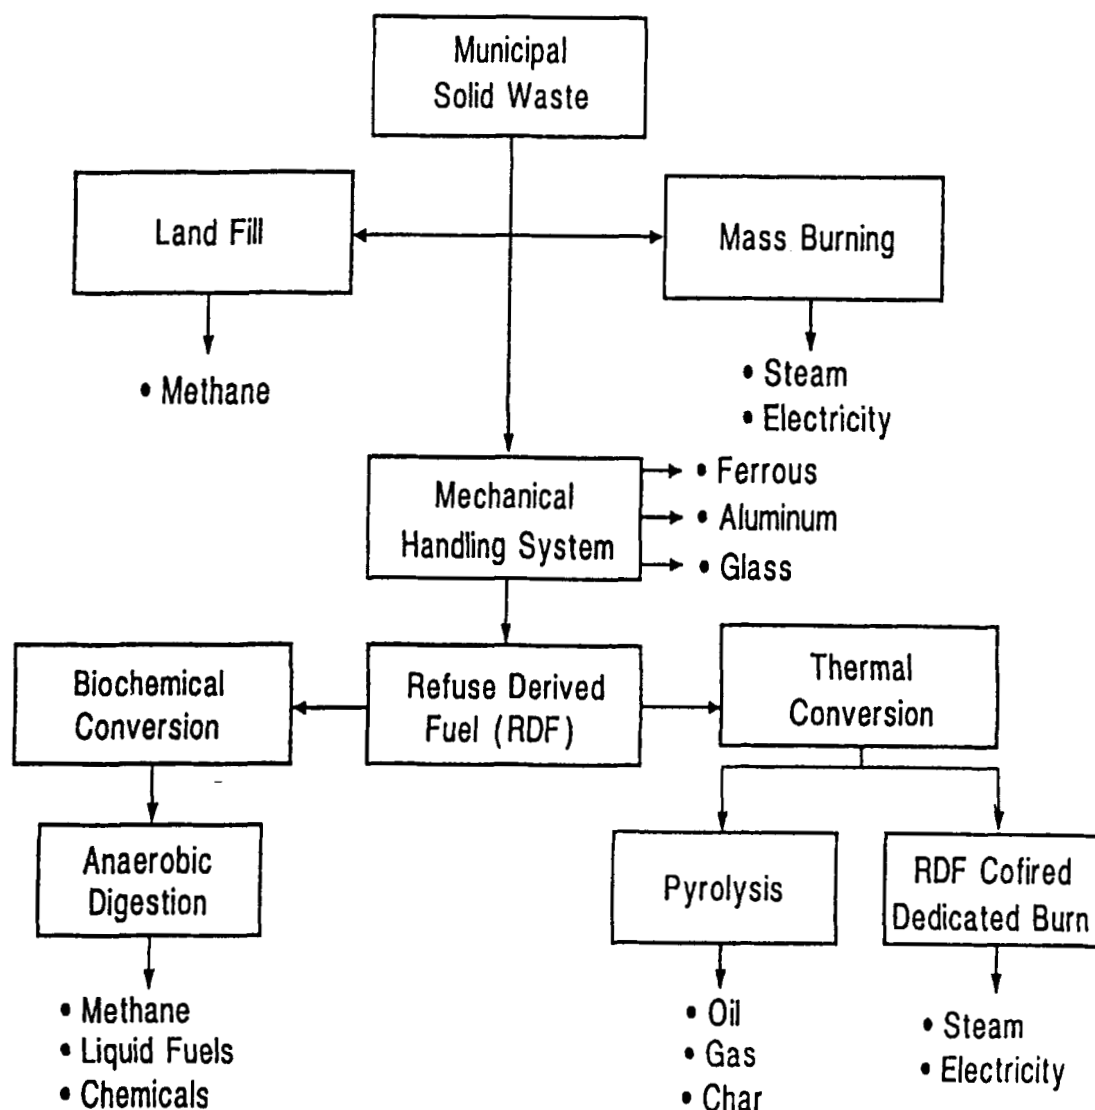 Municipal
Solid Waste
Land Fill
Mass Burning
• Methane
• Steam
• Electricity
Mechanical
Handling System
• Ferrous
• Aluminum
• Glass
Biochemical
Conversion
Refuse Derived
Fuel (RDF)
Thermal
Conversion
Anaerobic
Digestion
Pyrolysis
RDF Cofired
Dedicated Burn
• Methane
• Liquid Fuels
• Chemicals
• Oil
• Gas
• Char
• Steam
• Electricity